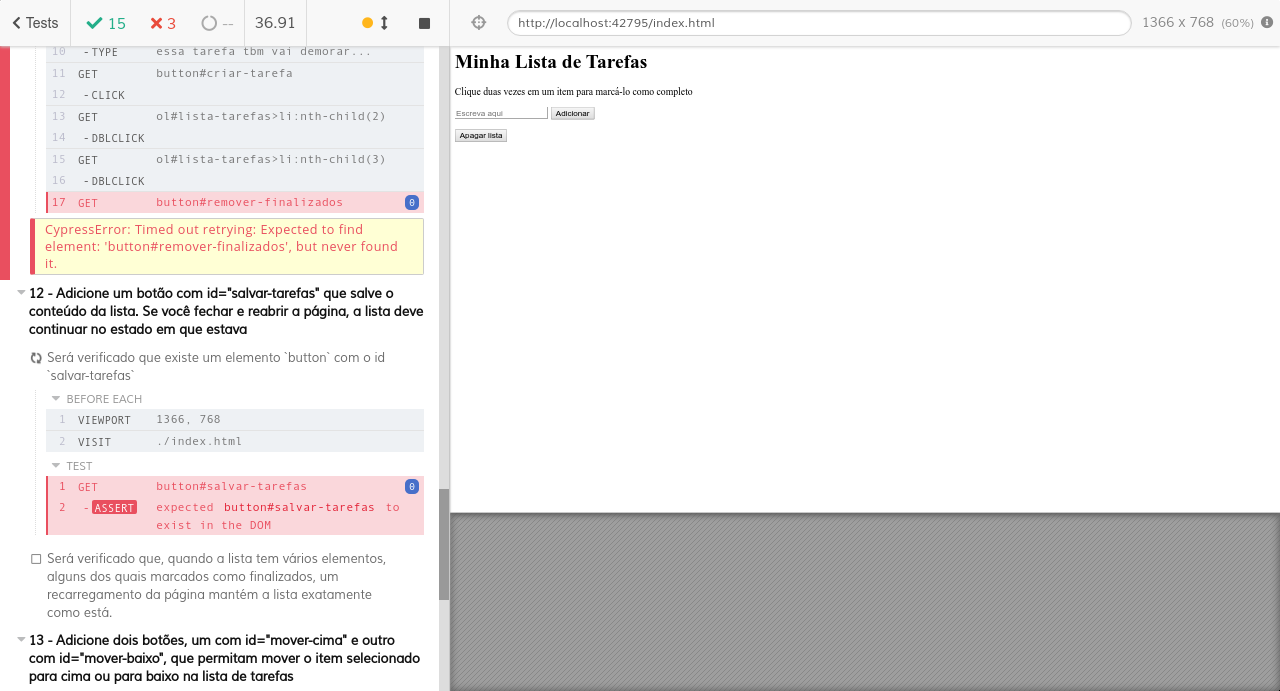 Tests 15 3 -- 36.91 http://localhost:42795/index.html 1366 x 768 (60%)
10 -TYPE essa tarefa tbm vai demorar...
11 GET button#criar-tarefa
12 -CLICK
13 GET ol#lista-tarefas>li:nth-child(2)
14 -DBLCLICK
15 GET ol#lista-tarefas>li:nth-child(3)
16 -DBLCLICK
17 GET button#remover-finalizados 0
CypressError: Timed out retrying: Expected to find
element: 'button#remover-finalizados', but never found
it.
12 - Adicione um botão com id="salvar-tarefas" que salve o
conteúdo da lista. Se você fechar e reabrir a página, a lista deve
continuar no estado em que estava
Será verificado que existe um elemento `button` com o id
`salvar-tarefas`
BEFORE EACH
1 VIEWPORT 1366, 768
2 VISIT ./index.html
TEST
1 GET button#salvar-tarefas 0
2 -ASSERT expected button#salvar-tarefas to
exist in the DOM
Será verificado que, quando a lista tem vários elementos,
alguns dos quais marcados como finalizados, um
recarregamento da página mantém a lista exatamente
como está.
13 - Adicione dois botões, um com id="mover-cima" e outro
com id="mover-baixo", que permitam mover o item selecionado
para cima ou para baixo na lista de tarefas
Minha Lista de Tarefas
Clique duas vezes em um item para marcá-lo como completo
Escreva aqui Adicionar
Apagar lista